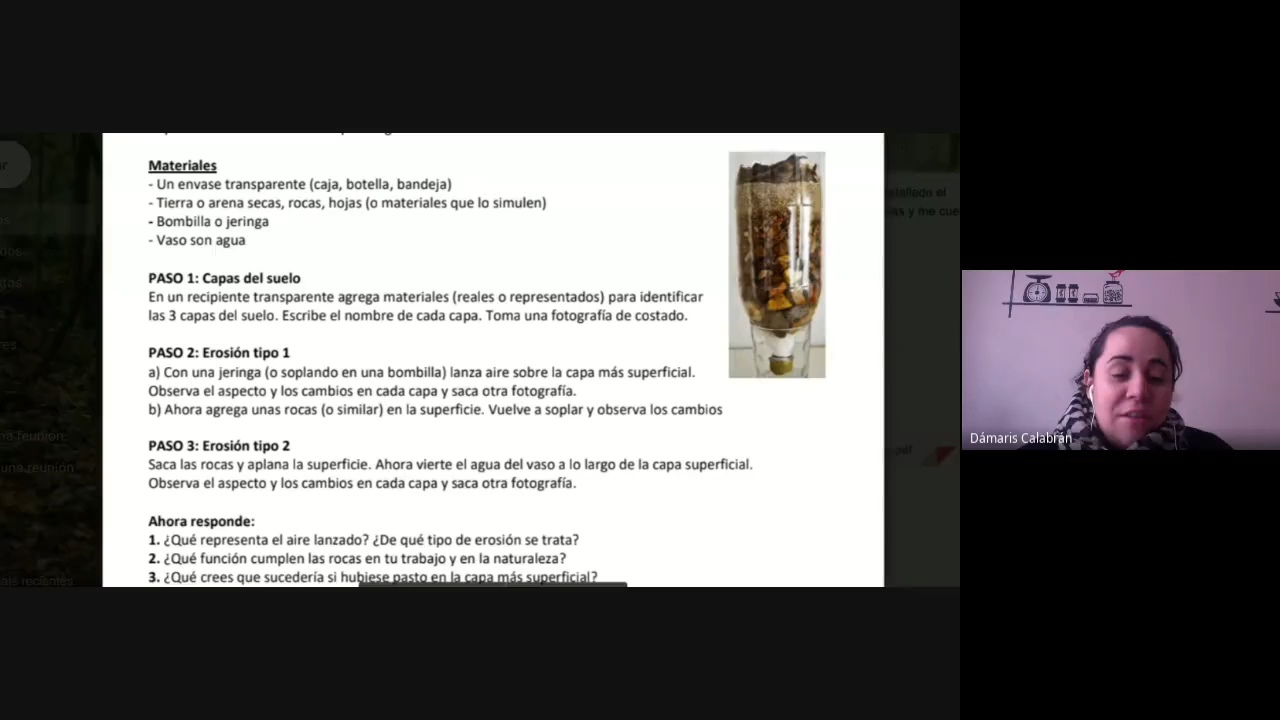 Materiales
- Un envase transparente (caja, botella, bandeja)
- Tierra o arena secas, rocas, hojas (o materiales que lo simulen)
- Bombilla o jeringa
- Vaso son agua
PASO 1: Capas del suelo
En un recipiente transparente agrega materiales (reales o representados) para identificar
las 3 capas del suelo. Escribe el nombre de cada capa. Toma una fotografía de costado.
PASO 2: Erosión tipo 1
a) Con una jeringa (o soplando en una bombilla) lanza aire sobre la capa más superficial.
Observa el aspecto y los cambios en cada capa y saca otra fotografía.
b) Ahora agrega unas rocas (o similar) en la superficie. Vuelve a soplar y observa los cambios
PASO 3: Erosión tipo 2
Saca las rocas y aplana la superficie. Ahora vierte el agua del vaso a lo largo de la capa superficial.
Observa el aspecto y los cambios en cada capa y saca otra fotografía.
Ahora responde:
1. ¿Qué representa el aire lanzado? ¿De qué tipo de erosión se trata?
2. ¿Qué función cumplen las rocas en tu trabajo y en la naturaleza?
3. ¿Qué crees que sucedería si hubiese pasto en la capa más superficial?
una reunión
Dámaris Calabrán